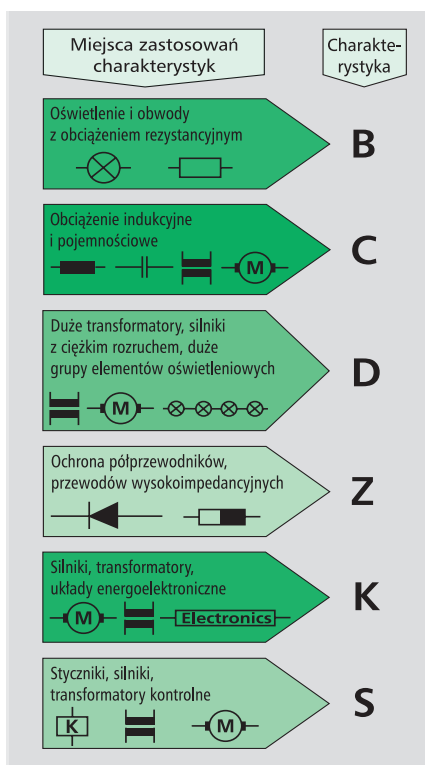 Miejsca zastosowań
charakterystyk
Charakte-
rystyka
Oświetlenie i obwody
z obciążeniem rezystancyjnym
B
Obciążenie indukcyjne
i pojemnościowe
M
C
Duże transformatory, silniki
z ciężkim rozruchem, duże
grupy elementów oświetleniowych
M
D
Ochrona półprzewodników,
przewodów wysokoimpedancyjnych
Z
Silniki, transformatory,
układy energoelektroniczne
M Electronics
K
Styczniki, silniki,
transformatory kontrolne
K M
S